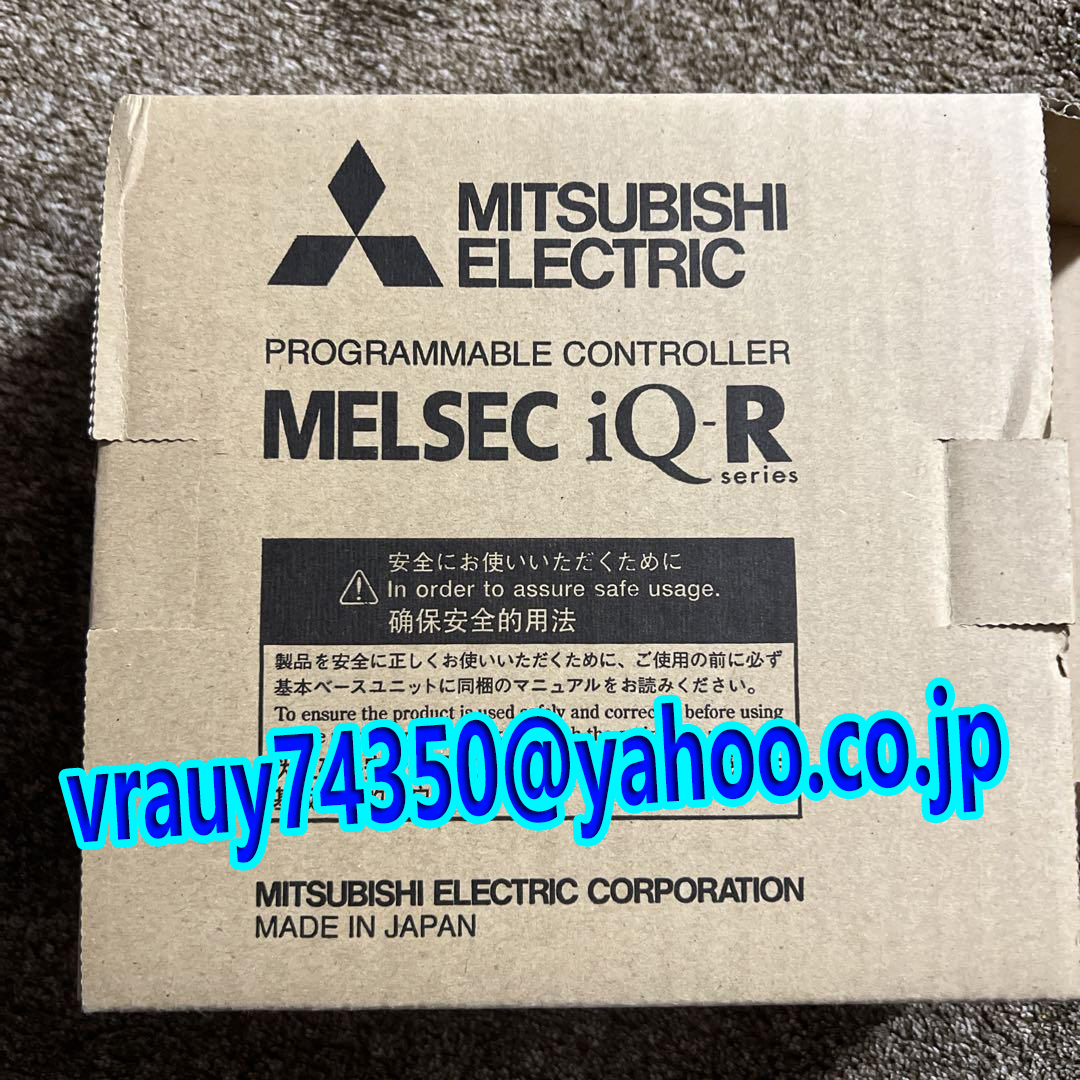 MITSUBISHI
ELECTRIC
PROGRAMMABLE CONTROLLER
MELSEC iQ-R
series
安全にお使いいただくために
In order to assure safe usage.
确保安全的用法
製品を安全に正しくお使いいただくために、ご使用の前に必ず
基本ベースユニットに同梱のマニュアルをお読みください。
To ensure the product is used and before using
vrauy74350@yahoo.co.jp
MITSUBISHI ELECTRIC CORPORATION
MADE IN JAPAN